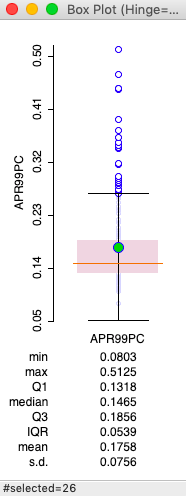 Box Plot (Hinge=...
0.50
0.41
0.32
APR99PC
0.23
0.14
0.05
APR99PC
min 0.0803
max 0.5125
Q1 0.1318
median 0.1465
Q3 0.1856
IQR 0.0539
mean 0.1758
s.d. 0.0756
#selected=26